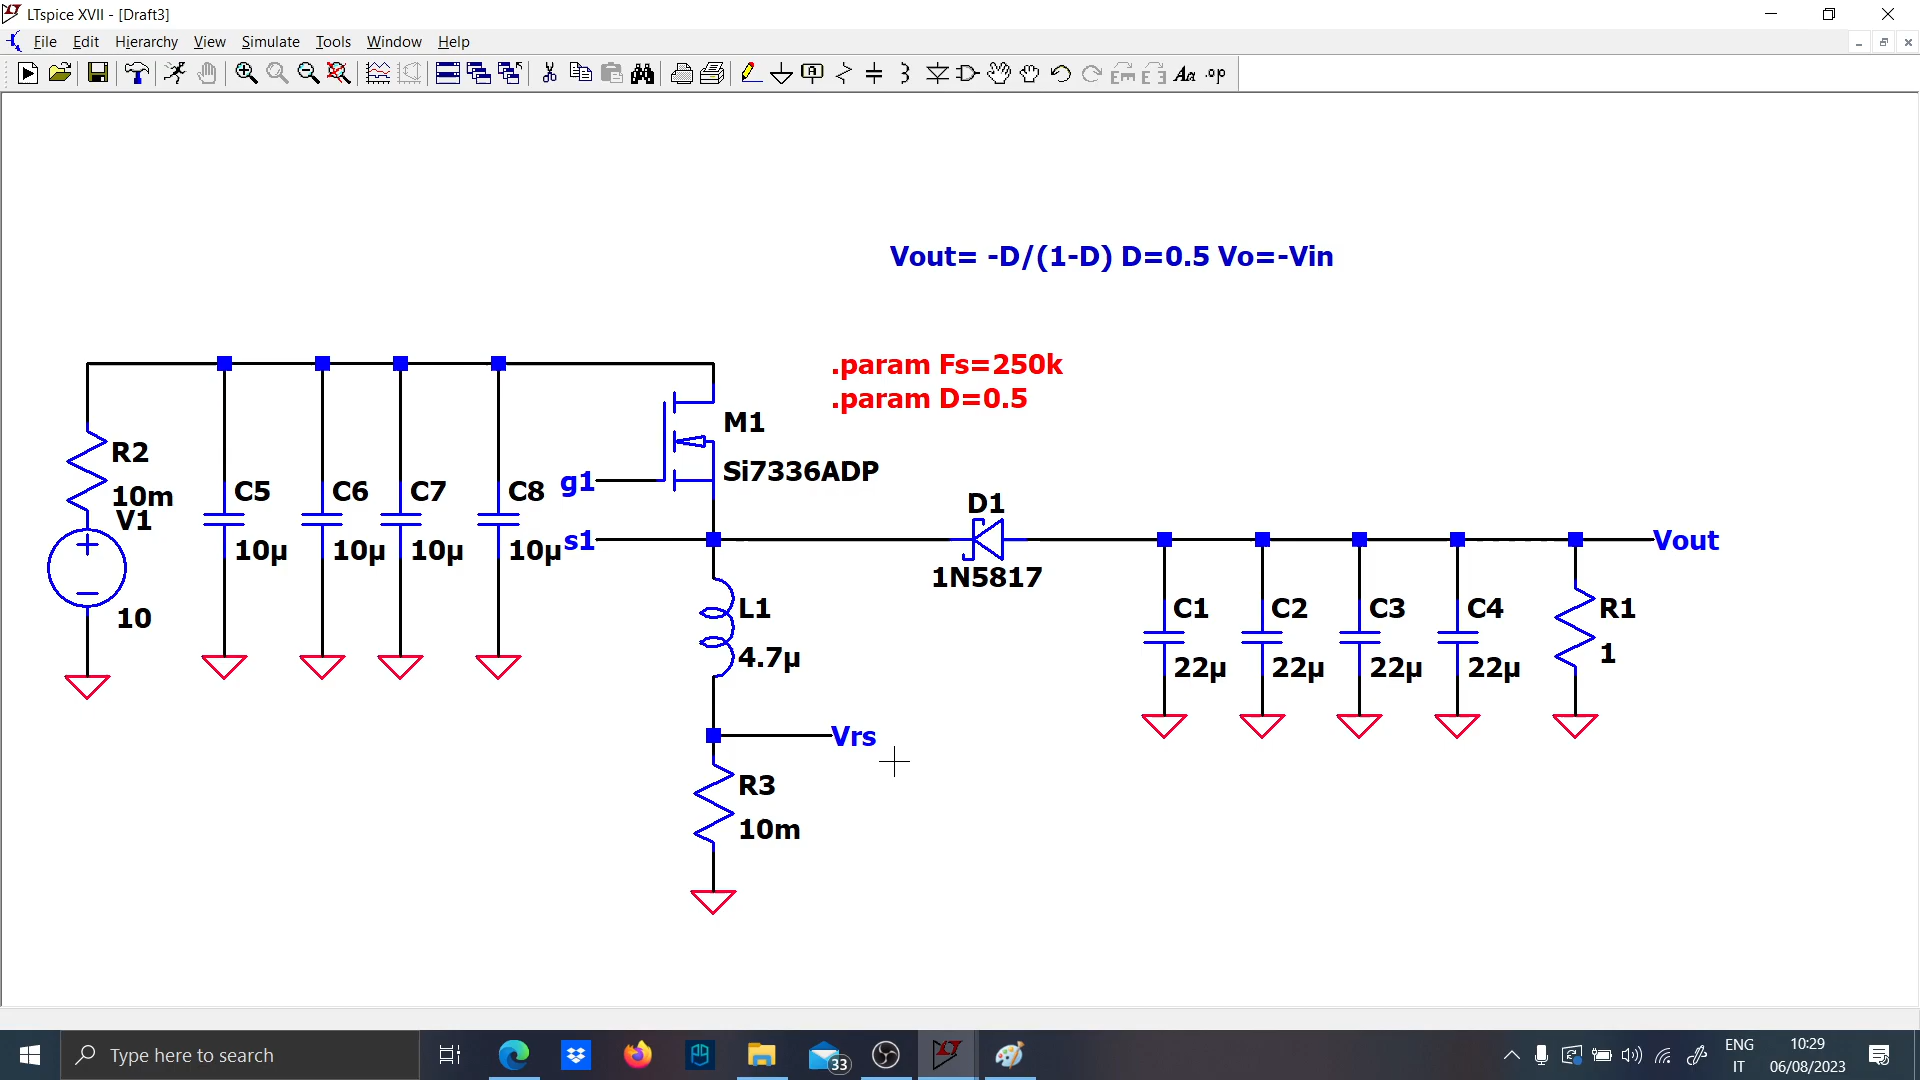 LTspice XVII - [Draft3]
File Edit Hierarchy View Simulate Tools Window Help
Vout= -D/(1-D) D=0.5 Vo=-Vin
.param Fs=250k
.param D=0.5
M1
Si7336ADP
R2
10m
V1
10
C5
10µ
C6
10µ
C7
10µ
C8
10µ
g1
s1
D1
1N5817
Vout
L1
4.7µ
C1
22µ
C2
22µ
C3
22µ
C4
22µ
R1
1
Vrs
R3
10m
Type here to search
33
ENG
IT
10:29
06/08/2023